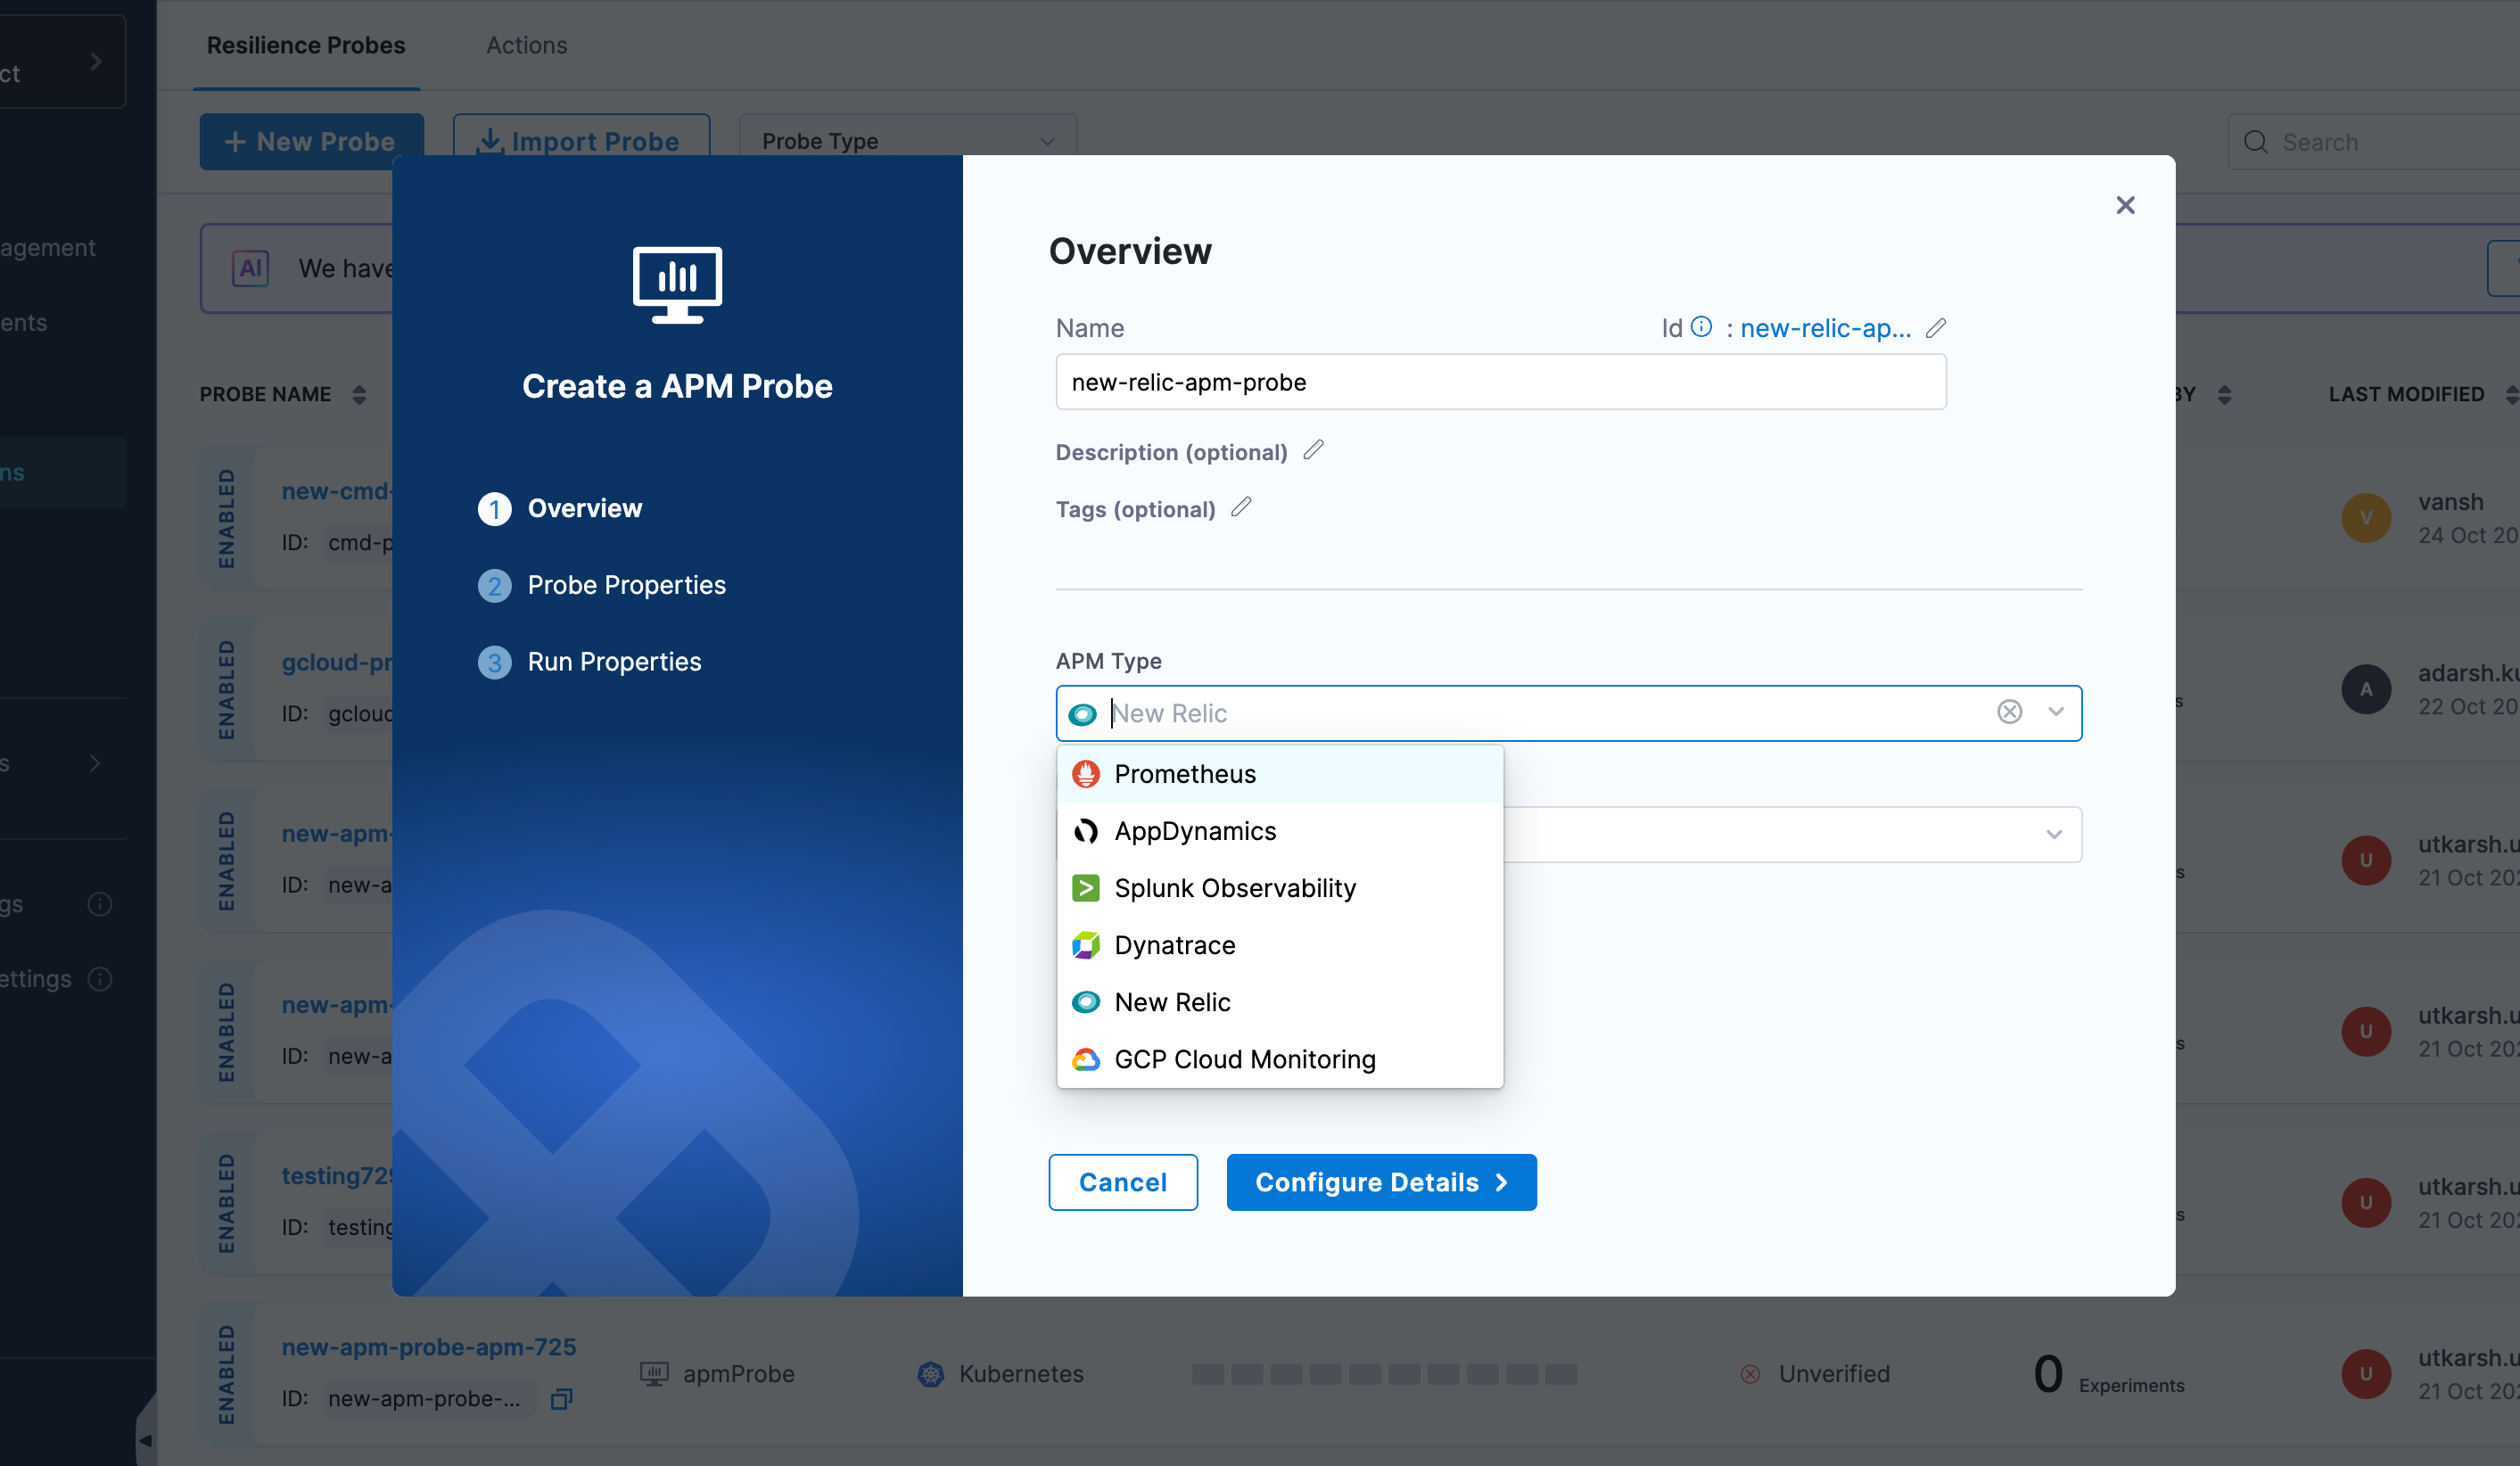 Resilience Probes
Actions
ct
+ New Probe
Import Probe
Probe Type
Search
AI
We have
agement
ents
ns
s
gs
ettings
PROBE NAME
BY
LAST MODIFIED
ENABLED
new-cmd-
ID: cmd-p
vansh
24 Oct 20
ENABLED
gcloud-pr
ID: gcloud
s
adarsh.ku
22 Oct 20
ENABLED
new-apm-
ID: new-a
s
utkarsh.u
21 Oct 202
ENABLED
new-apm-
ID: new-a
s
utkarsh.u
21 Oct 202
ENABLED
testing729
ID: testing
s
utkarsh.u
21 Oct 202
ENABLED
new-apm-probe-apm-725
ID: new-apm-probe-...
apmProbe
Kubernetes
Unverified
0 Experiments
utkarsh.u
21 Oct 202
V
A
U
U
U
U
Create a APM Probe
1 Overview
2 Probe Properties
3 Run Properties
Overview
Name
Id : new-relic-ap...
new-relic-apm-probe
Description (optional)
Tags (optional)
APM Type
New Relic
Prometheus
AppDynamics
Splunk Observability
Dynatrace
New Relic
GCP Cloud Monitoring
Cancel
Configure Details